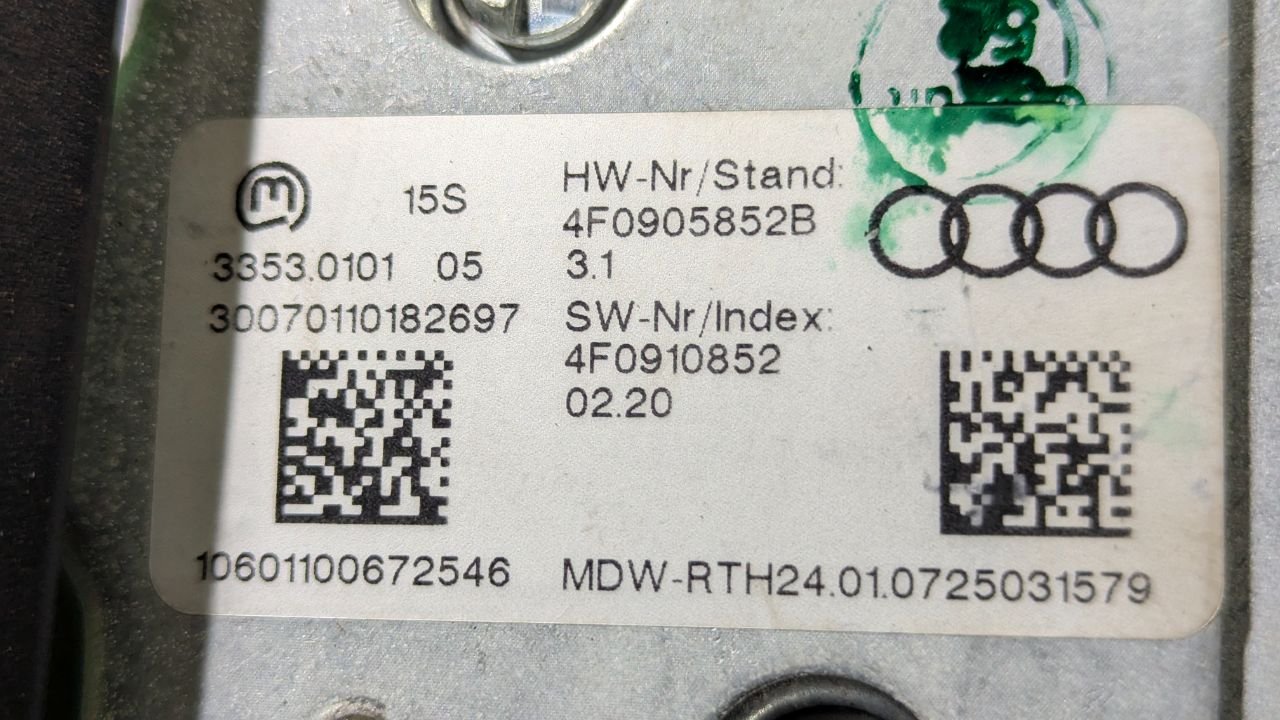 15S
3353.0101 05
30070110182697
10601100672546
HW-Nr/Stand:
4F0905852B
3.1
SW-Nr/Index:
4F0910852
02.20
MDW-RTH24.01.0725031579